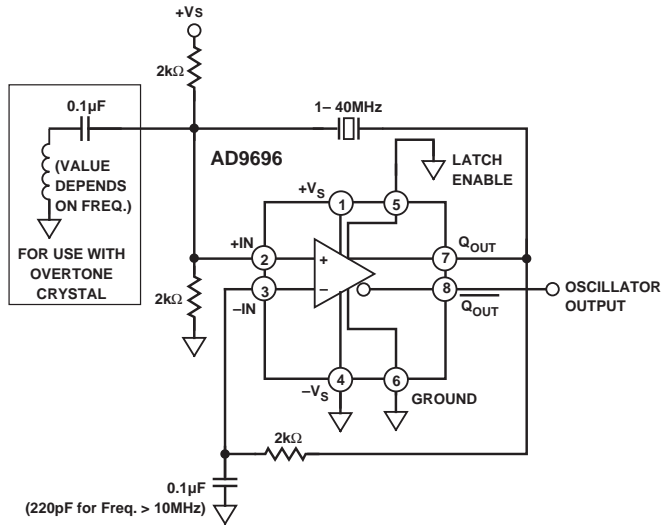 +VS
2kΩ
0.1µF
1– 40MHz
(VALUE
DEPENDS
ON FREQ.)
AD9696
LATCH
ENABLE
+VS
1
5
FOR USE WITH
OVERTONE
CRYSTAL
+IN
2
+
7
QOUT
3
–
8
QOUT
OSCILLATOR
OUTPUT
2kΩ
–IN
4
6
–VS
GROUND
2kΩ
0.1µF
(220pF for Freq. > 10MHz)